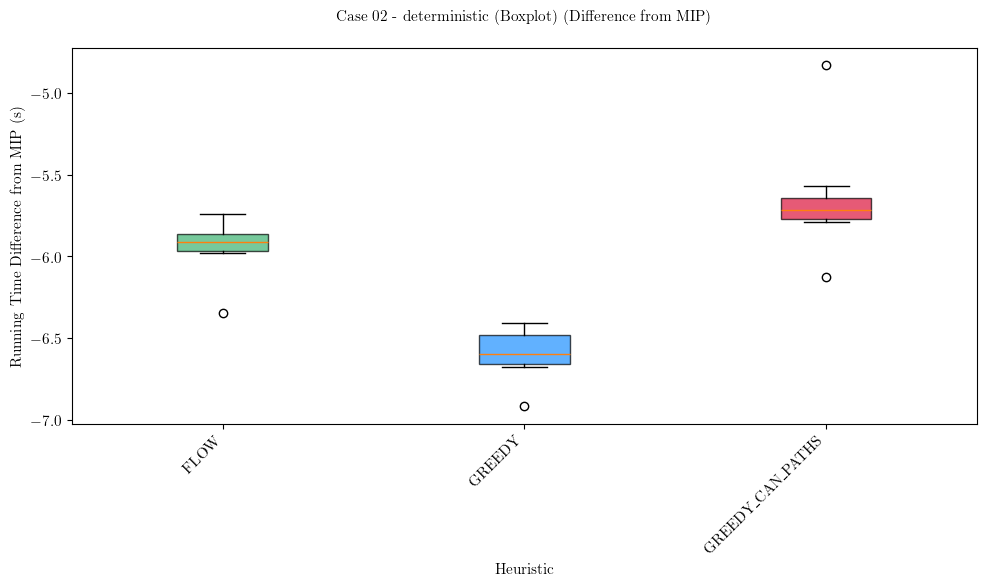 Case 02 - deterministic (Boxplot) (Difference from MIP)
Running Time Difference from MIP (s)
−5.0
−5.5
−6.0
−6.5
−7.0
FLOW
GREEDY
GREEDY_CAN_PATHS
Heuristic